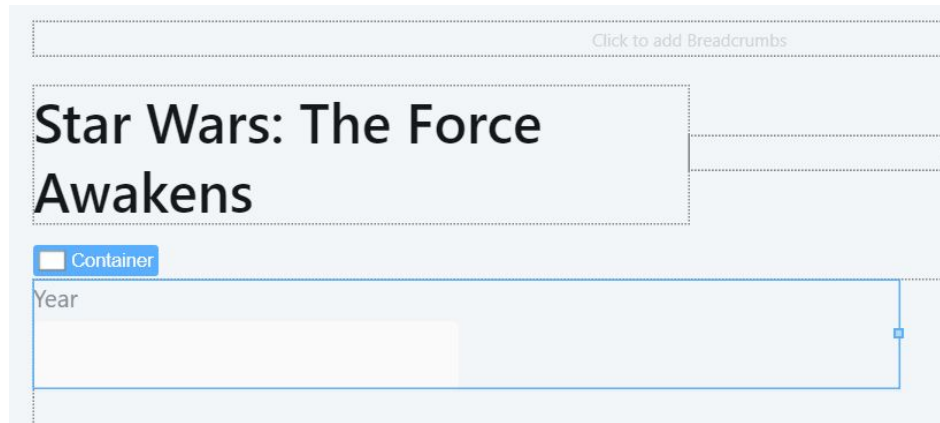 Click to add Breadcrumbs
Star Wars: The Force
Awakens
Container
Year